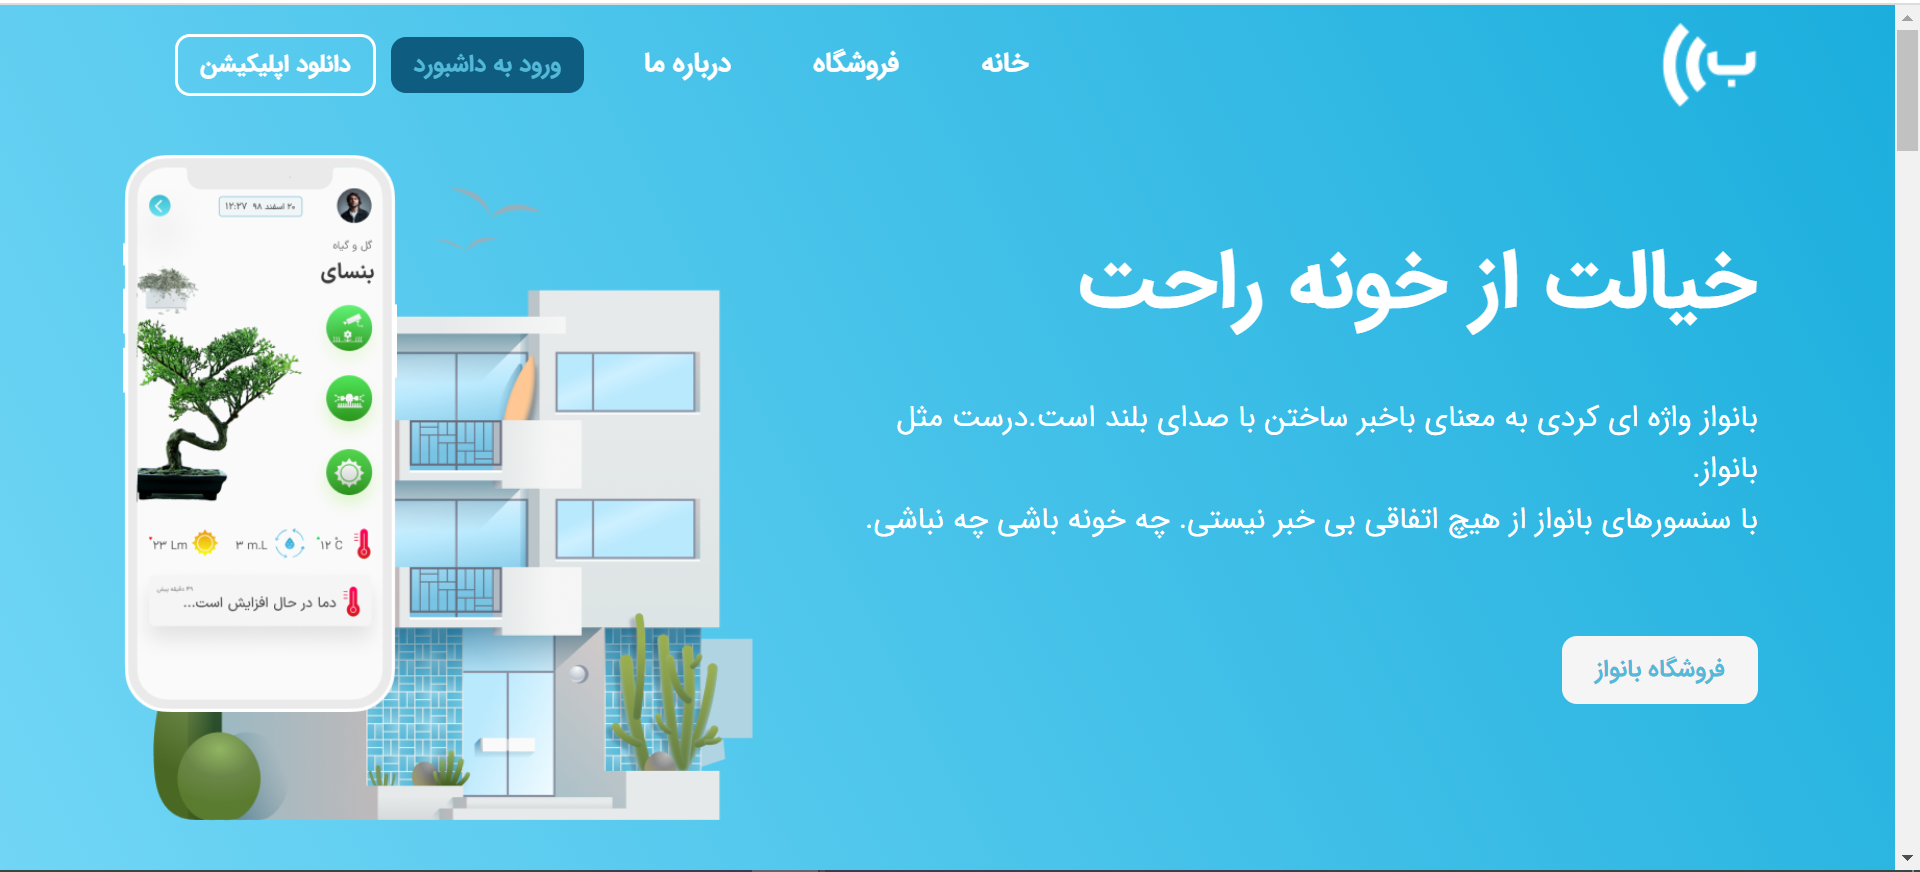 ب
خانه
فروشگاه
درباره ما
ورود به داشبورد
دانلود اپلیکیشن
خیالت از خونه راحت
بانواز واژه ای کردی به معنای باخبر ساختن با صدای بلند است.درست مثل
بانواز.
با سنسورهای بانواز از هیچ اتفاقی بی خبر نیستی. چه خونه باشی چه نباشی.
فروشگاه بانواز
۲۰ اسفند ۹۸ ۱۲:۲۷
گل و گیاه
بنسای
۱۲ °C
۳ m.L
۲۳ Lm
۳۹ دقیقه پیش
دما در حال افزایش است...